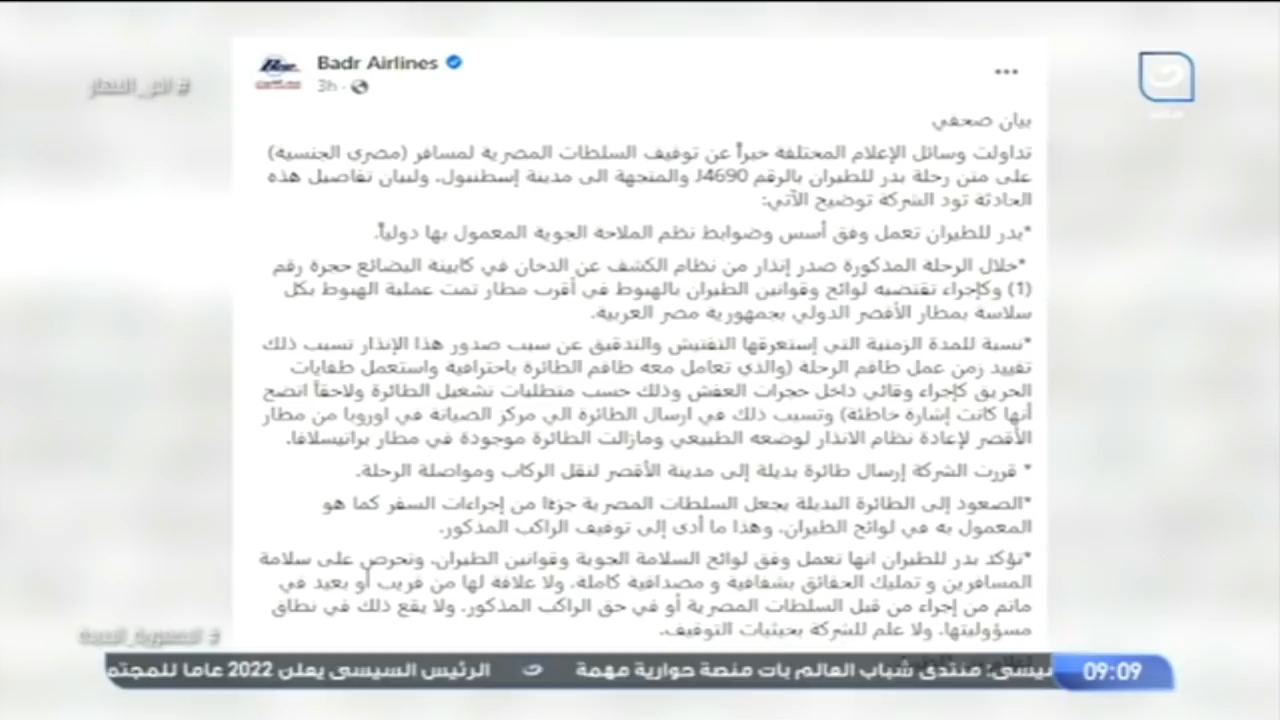 Badr Airlines
3h
بيان صحفي
تداولت وسائل الإعلام المختلفة خبراً عن توقيف السلطات المصرية لمسافر (مصري الجنسية)
على متن رحلة بدر للطيران بالرقم J4690 والمتجهة الى مدينة إسطنبول، ولبيان تفاصيل هذه
الحادثة تود الشركة توضيح الآتي:
*بدر للطيران تعمل وفق أسس وضوابط نظم الملاحة الجوية المعمول بها دولياً.
*خلال الرحلة المذكورة صدر إنذار من نظام الكشف عن الدخان في كابينة البضائع حجرة رقم
(1) وكإجراء تقتضيه لوائح وقوانين الطيران بالهبوط في أقرب مطار تمت عملية الهبوط بكل
سلاسة بمطار الأقصر الدولي بجمهورية مصر العربية.
*نسبة للمدة الزمنية التي إستغرقها التفتيش والتدقيق عن سبب صدور هذا الإنذار تسبب ذلك
تقييد زمن عمل طاقم الرحلة (والذي تعامل معه طاقم الطائرة باحترافية واستعمل طفايات
الحريق كإجراء وقائي داخل حجرات العفش وذلك حسب متطلبات تشغيل الطائرة ولاحقاً اتضح
أنها كانت إشاره خاطئة) وتسبب ذلك في ارسال الطائرة الي مركز الصيانة في اوروبا من مطار
الأقصر لإعادة نظام الانذار لوضعه الطبيعي ومازالت الطائرة موجودة في مطار براتيسلافا.
* قررت الشركة إرسال طائرة بديلة إلى مدينة الأقصر لنقل الركاب ومواصلة الرحلة.
*الصعود إلى الطائرة البديلة يجعل السلطات المصرية جزءًا من إجراءات السفر كما هو
المعمول به في لوائح الطيران، وهذا ما أدى إلى توقيف الراكب المذكور.
*تؤكد بدر للطيران انها تعمل وفق لوائح السلامة الجوية وقوانين الطيران، وتحرص على سلامة
المسافرين و تمليك الحقائق بشفافية و مصداقية كاملة، ولا علاقة لها من قريب أو بعيد في
ماتم من إجراء من قبل السلطات المصرية أو في حق الراكب المذكور، ولا يقع ذلك في نطاق
مسؤوليتها، ولا علم للشركة بحيثيات التوقيف.
#الجمهورية_الجديدة
09:09
يسى: منتدى شباب العالم بات منصة حوارية مهمة
الرئيس السيسى يعلن 2022 عاما للمجتم